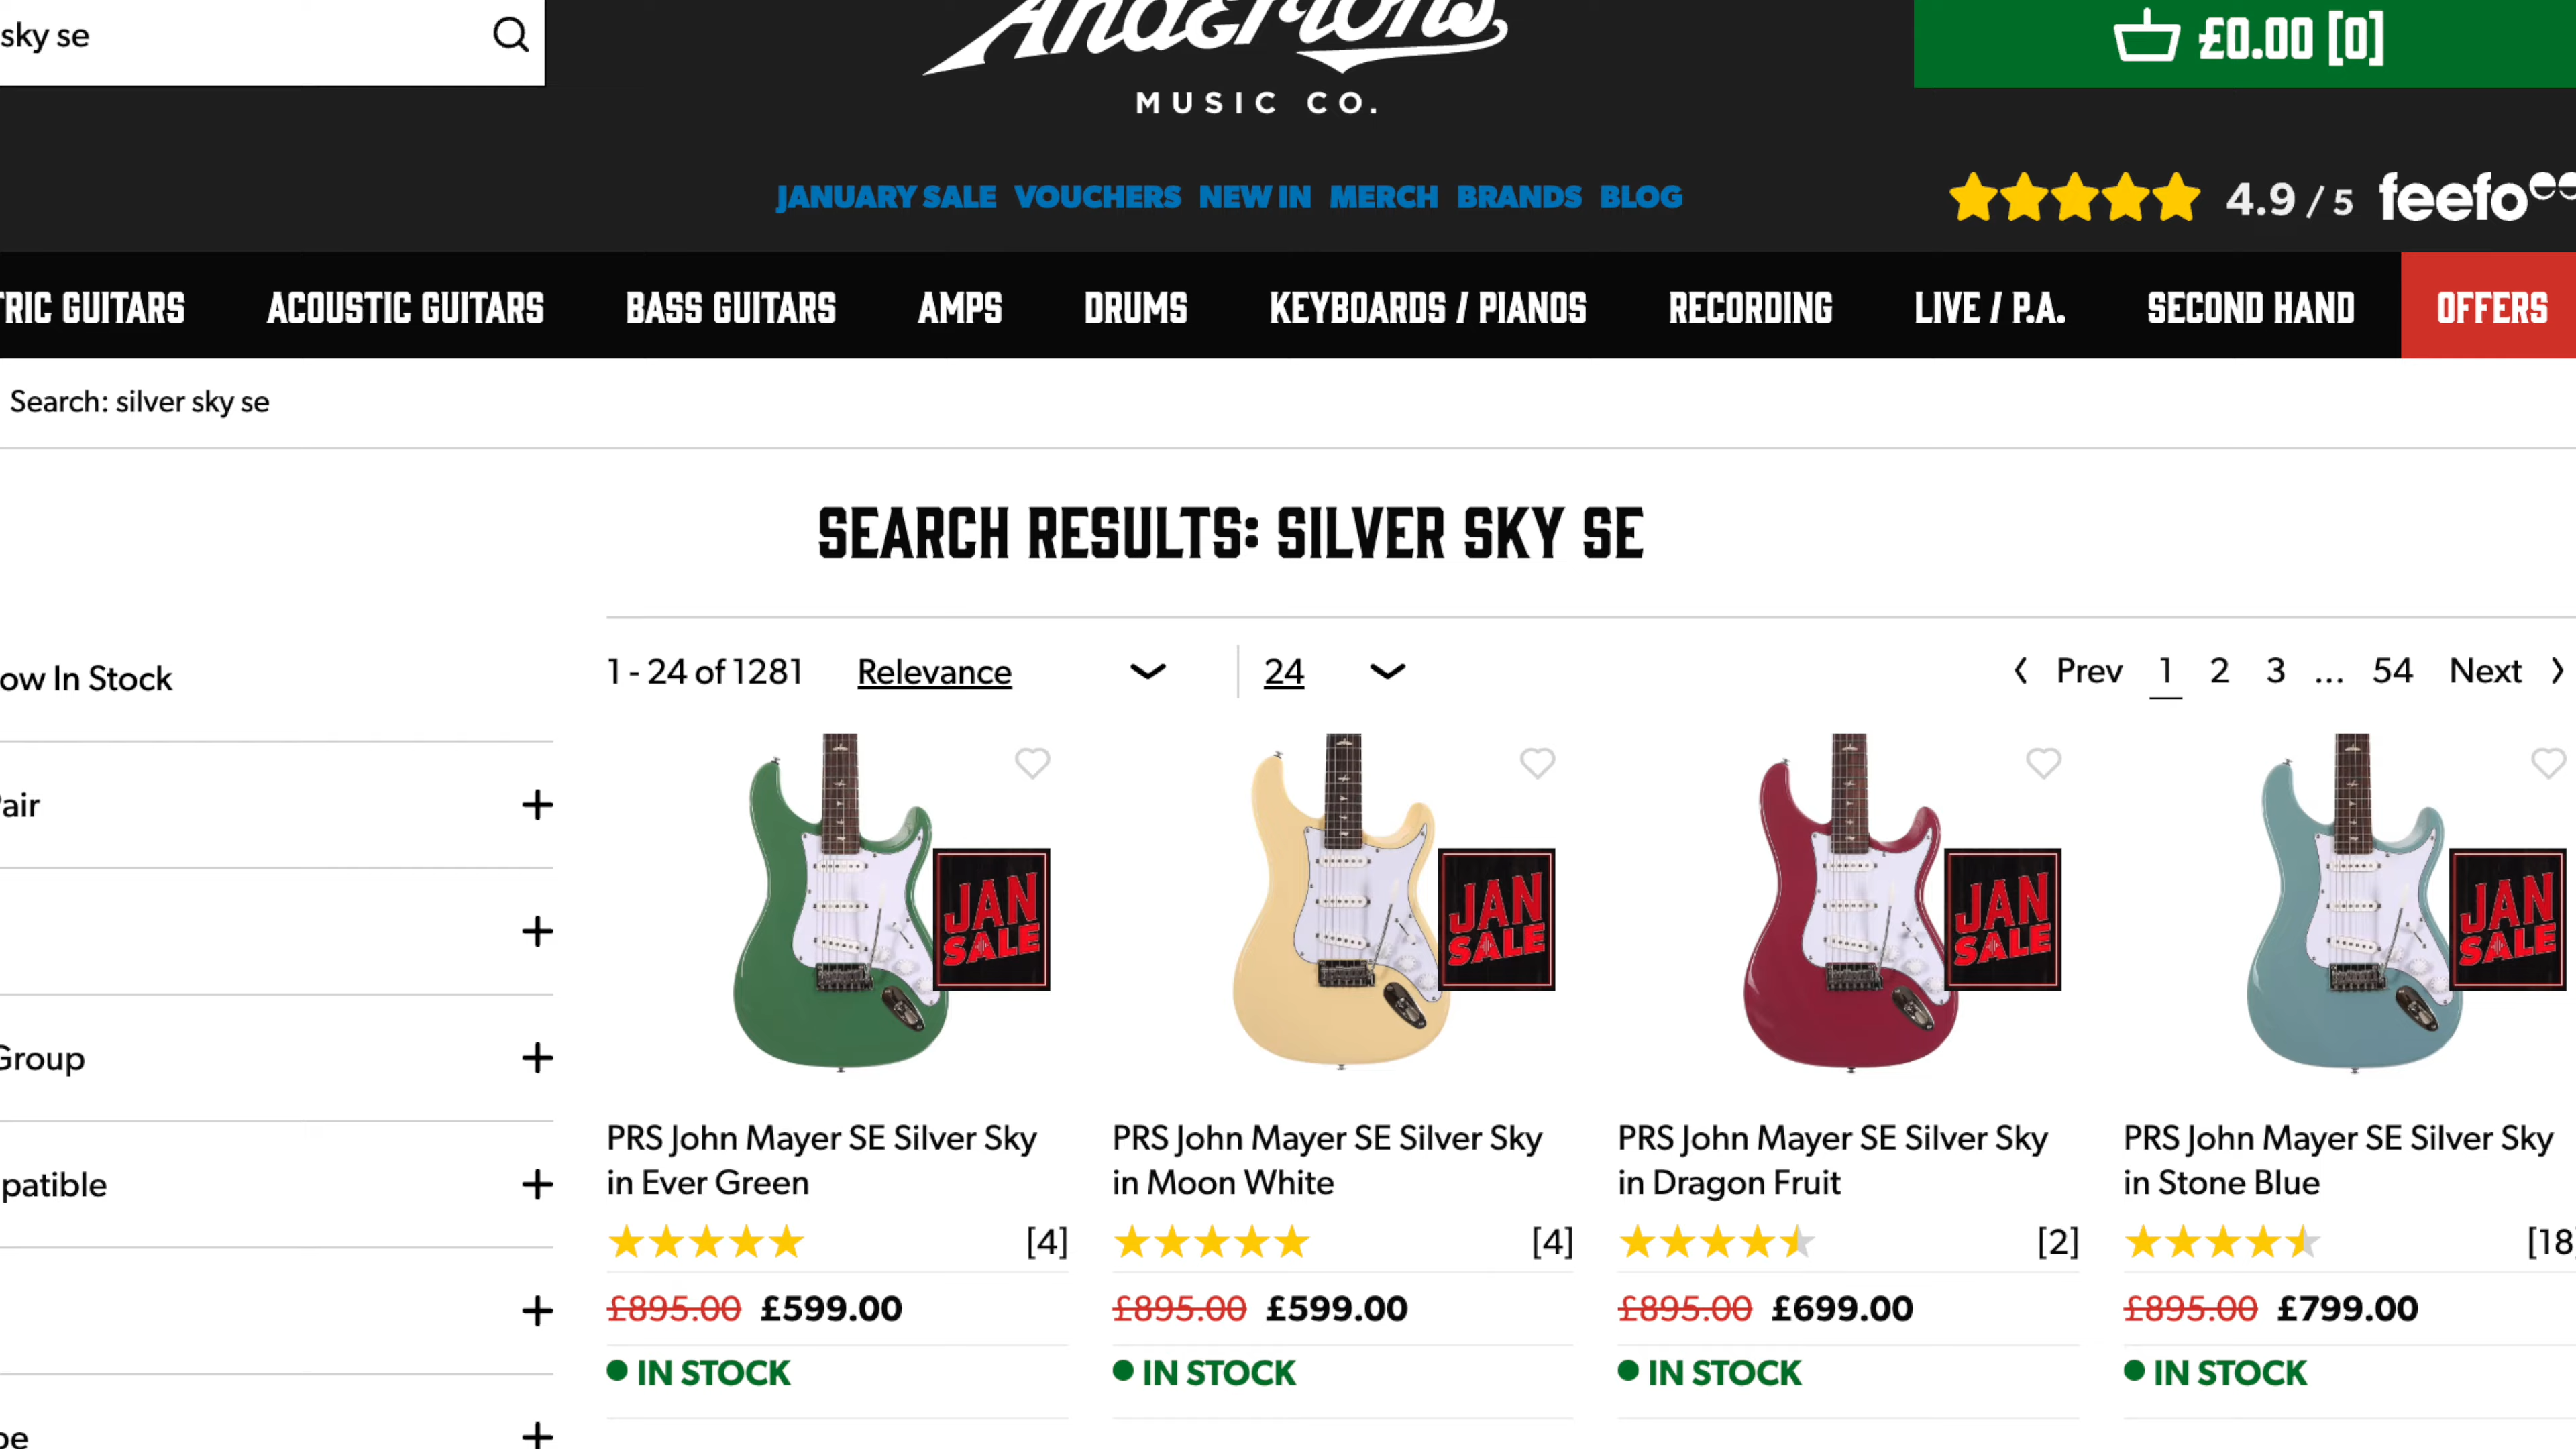 sky se
Andertons
MUSIC CO.
£0.00 [0]
JANUARY SALE VOUCHERS NEW IN MERCH BRANDS BLOG
4.9 / 5 feefo
RIC GUITARS ACOUSTIC GUITARS BASS GUITARS AMPS DRUMS KEYBOARDS / PIANOS RECORDING LIVE / P.A. SECOND HAND OFFERS
Search: silver sky se
SEARCH RESULTS: SILVER SKY SE
ow In Stock
air
Group
patible
pe
1 - 24 of 1281 Relevance 24 Prev 1 2 3 ... 54 Next
JAN
SALE
JAN
SALE
JAN
SALE
JAN
SALE
PRS John Mayer SE Silver Sky
in Ever Green
[4]
£895.00 £599.00
IN STOCK
PRS John Mayer SE Silver Sky
in Moon White
[4]
£895.00 £599.00
IN STOCK
PRS John Mayer SE Silver Sky
in Dragon Fruit
[2]
£895.00 £699.00
IN STOCK
PRS John Mayer SE Silver Sky
in Stone Blue
[18
£895.00 £799.00
IN STOCK